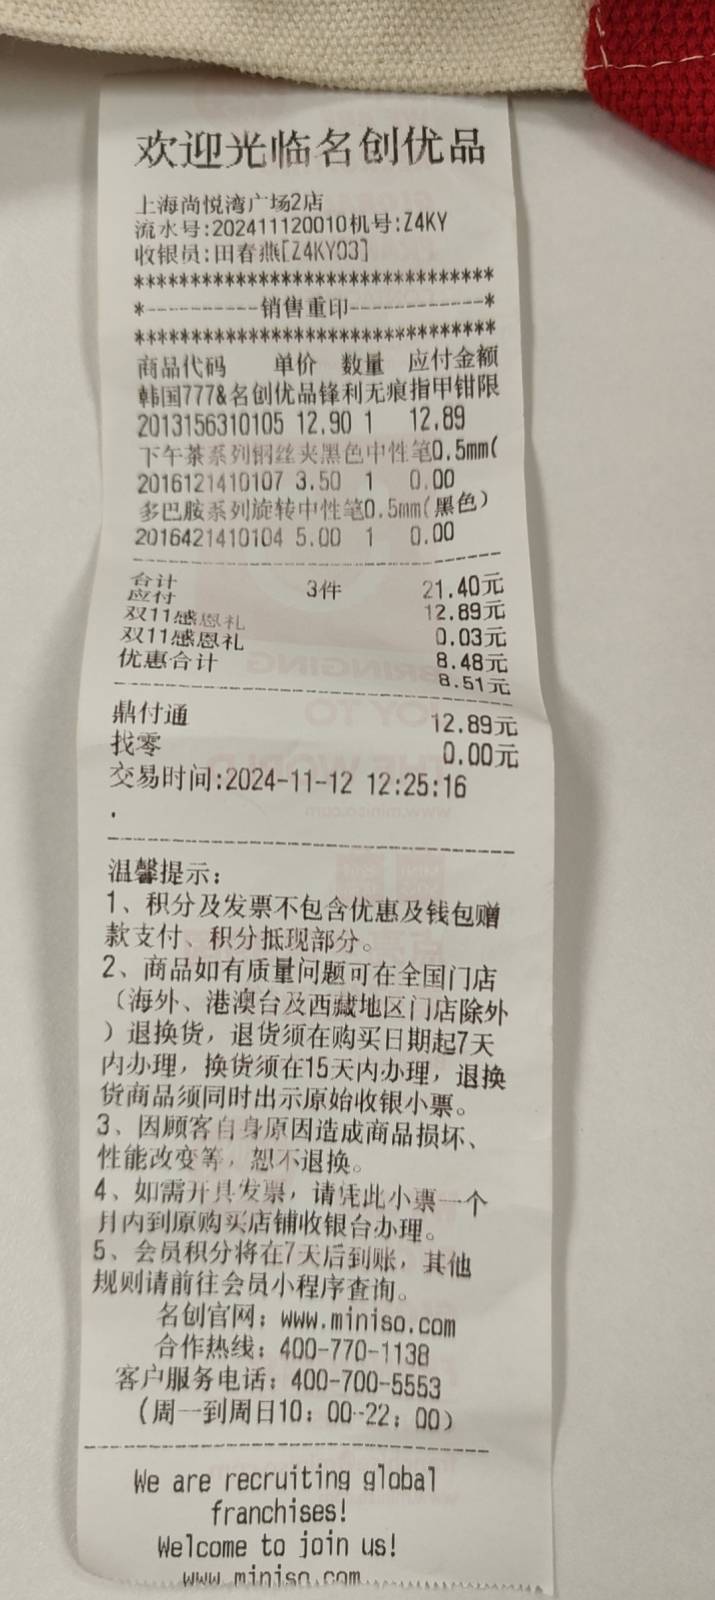 欢迎光临名创优品
上海尚悦湾广场2店
流水号:202411120010机号:Z4KY
收银员:田春燕[Z4KY03]
********************************
*----------销售重印------------*
********************************
商品代码 单价 数量 应付金额
韩国777&名创优品锋利无痕指甲钳限
2013156310105 12.90 1 12.89
下午茶系列钢丝夹黑色中性笔0.5mm(
2016121410107 3.50 1 0.00
多巴胺系列旋转中性笔0.5mm(黑色)
2016421410104 5.00 1 0.00
合计 3件 21.40元
应付 12.89元
双11感恩礼 0.03元
双11感恩礼 8.48元
优惠合计 8.51元
鼎付通 12.89元
找零 0.00元
交易时间:2024-11-12 12:25:16
.
温馨提示:
1、积分及发票不包含优惠及钱包赠
款支付、积分抵现部分。
2、商品如有质量问题可在全国门店
(海外、港澳台及西藏地区门店除外
)退换货,退货须在购买日期起7天
内办理,换货须在15天内办理,退换
货商品须同时出示原始收银小票。
3、因顾客自身原因造成商品损坏、
性能改变等,恕不退换。
4、如需开具发票,请凭此小票一个
月内到原购买店铺收银台办理。
5、会员积分将在7天后到账,其他
规则请前往会员小程序查询。
名创官网: www.miniso.com
合作热线: 400-770-1138
客户服务电话: 400-700-5553
(周一到周日10: 00--22: 00)
We are recruiting global
franchises!
Welcome to join us!
www.miniso.com